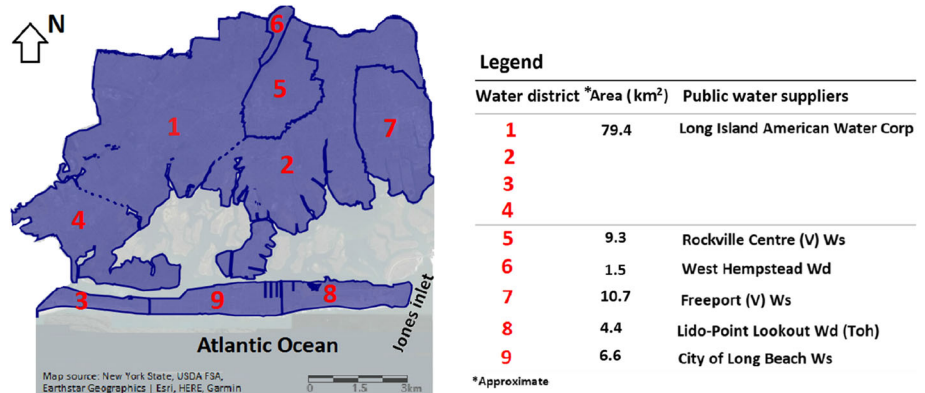 N
6
5
1
7
2
4
3
9
8
Jones inlet
Atlantic Ocean
Map source: New York State, USDA FSA,
Earthstar Geographics | Esri, HERE, Garmin
0 1.5 3km
Legend
Water district *Area (km²) Public water suppliers
1 79.4 Long Island American Water Corp
2
3
4
5 9.3 Rockville Centre (V) Ws
6 1.5 West Hempstead Wd
7 10.7 Freeport (V) Ws
8 4.4 Lido-Point Lookout Wd (Toh)
9 6.6 City of Long Beach Ws
*Approximate